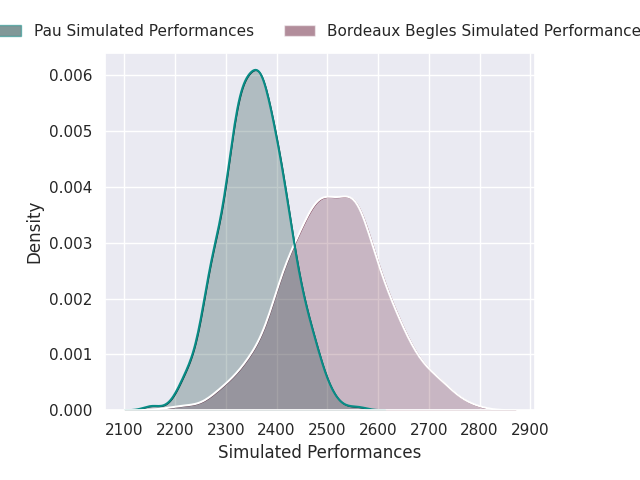 Pau Simulated Performances
Bordeaux Begles Simulated Performance
0.006
0.005
0.004
0.003
0.002
0.001
0.000
Density
2100 2200 2300 2400 2500 2600 2700 2800 2900
Simulated Performances